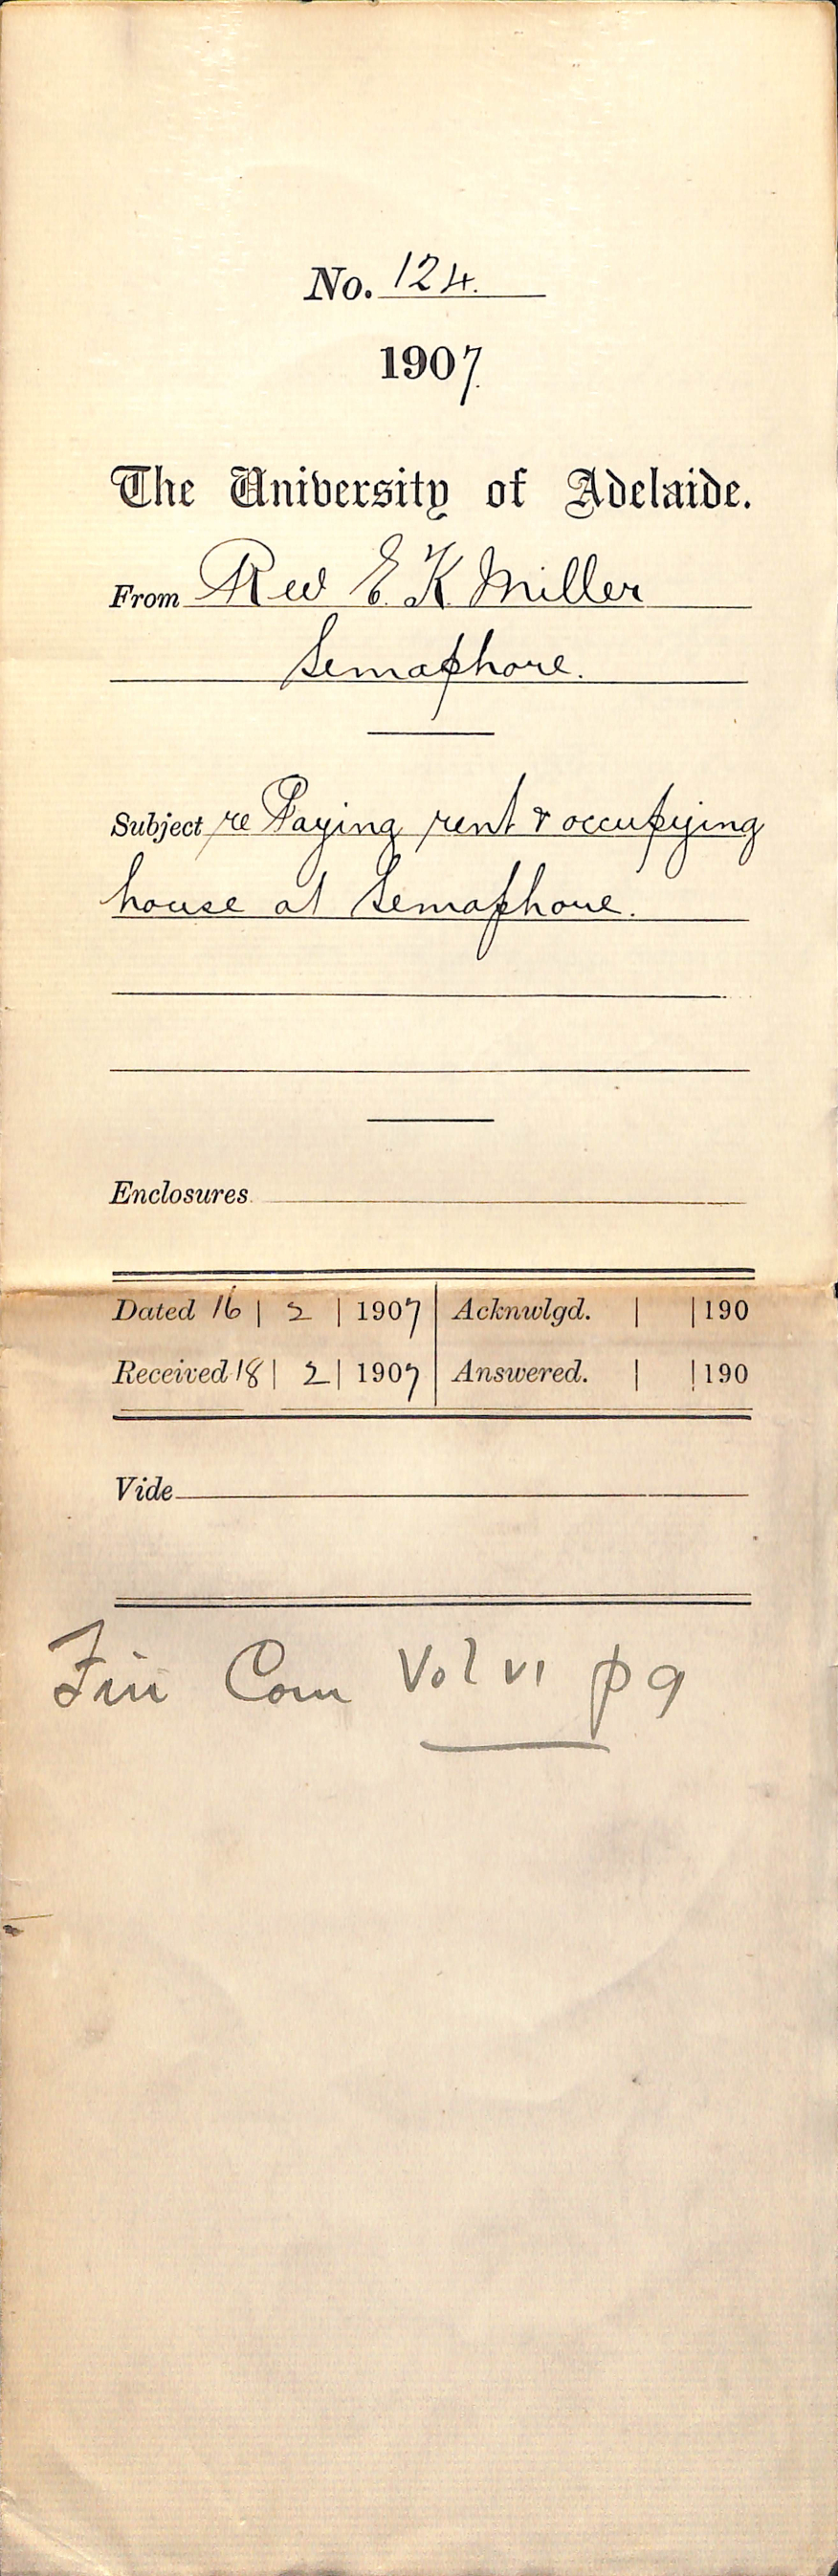 No. 124.
1907
The University of Adelaide.
From Rev E. K. Miller
Semaphore.
Subject re Paying rent & occupying
house at Semaphore.
Enclosures
Dated 16 | 2 | 1907 | Acknwlgd. | | 190
Received 18 | 2 | 1907 | Answered. | | 190
Vide
Fin Com Vol VI p 9